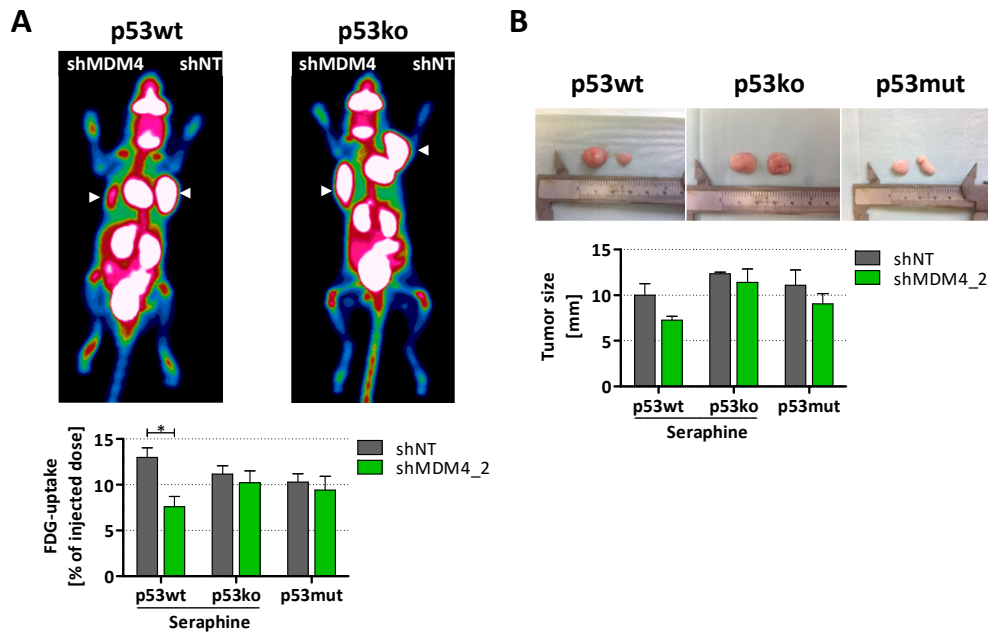 A
p53wt
p53ko
shMDM4
shNT
shMDM4
shNT
15
10
5
0
FDG-uptake
[% of injected dose]
*
shNT
shMDM4_2
p53wt
p53ko
p53mut
Seraphine
B
p53wt
p53ko
p53mut
15
10
5
0
Tumor size
[mm]
shNT
shMDM4_2
p53wt
p53ko
p53mut
Seraphine